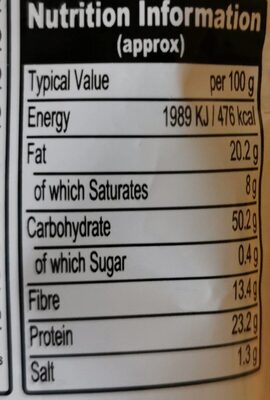 Nutrition Information
(approx)
Typical Value per 100 g
Energy 1989 KJ / 476 kcal
Fat 20.2 g
of which Saturates 8 g
Carbohydrate 50.2 g
of which Sugar 0.4 g
Fibre 13.4 g
Protein 23.2 g
Salt 1.3 g